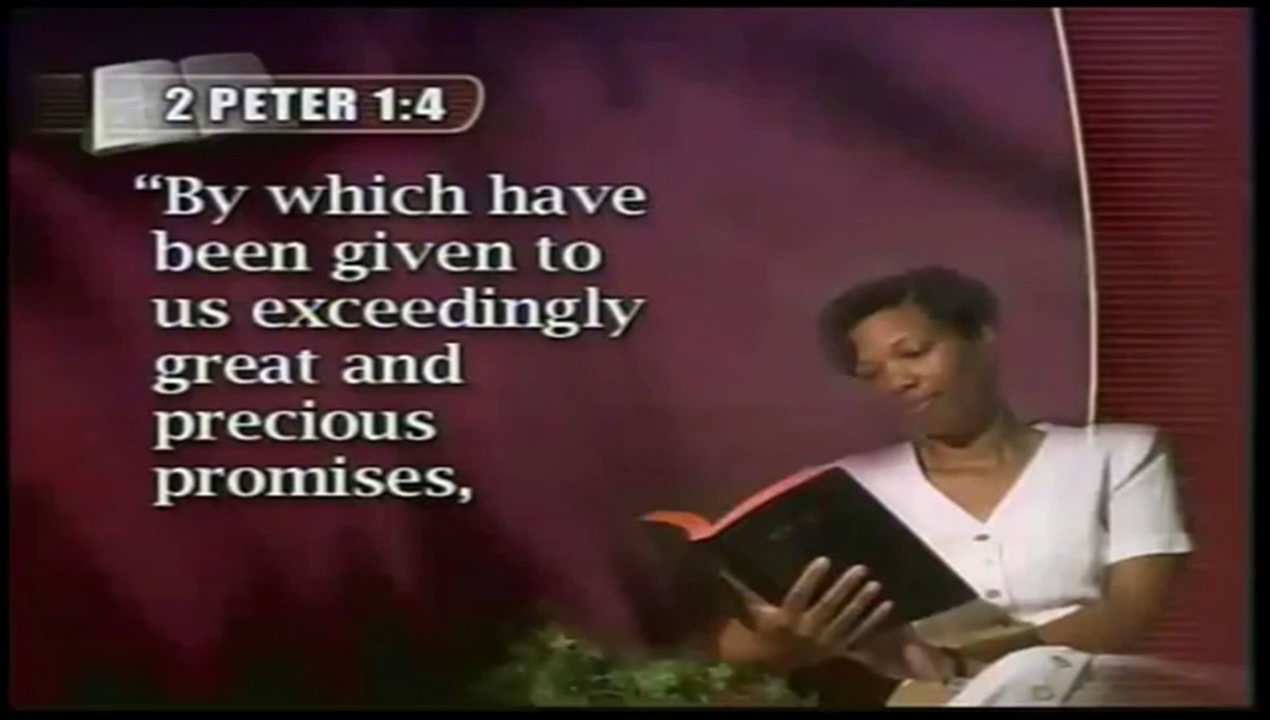 2 PETER 1:4
“By which have
been given to
us exceedingly
great and
precious
promises,